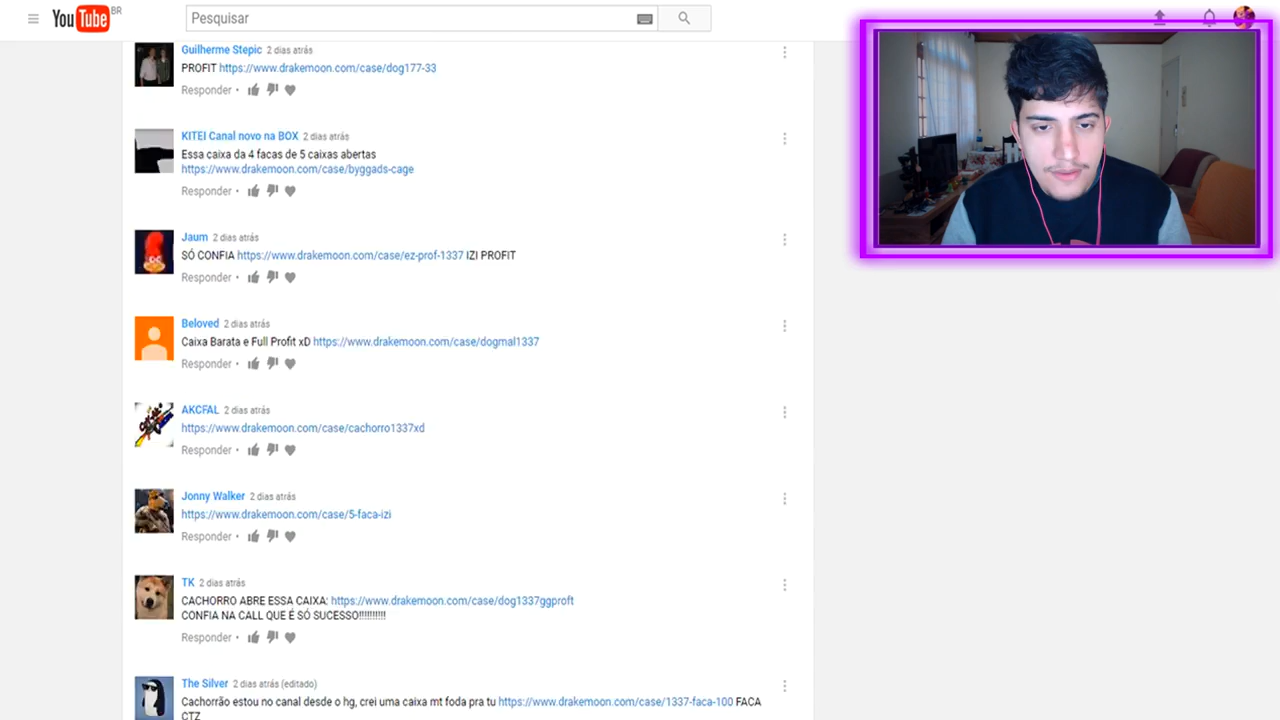 YouTube BR
Pesquisar
Guilherme Stepic 2 dias atrás
PROFIT https://www.drakemoon.com/case/dog177-33
Responder •
KITEI Canal novo na BOX 2 dias atrás
Essa caixa da 4 facas de 5 caixas abertas
https://www.drakemoon.com/case/byggads-cage
Responder •
Jaum 2 dias atrás
SÓ CONFIA https://www.drakemoon.com/case/ez-prof-1337 IZI PROFIT
Responder •
Beloved 2 dias atrás
Caixa Barata e Full Profit xD https://www.drakemoon.com/case/dogmal1337
Responder •
AKCFAL 2 dias atrás
https://www.drakemoon.com/case/cachorro1337xd
Responder •
Jonny Walker 2 dias atrás
https://www.drakemoon.com/case/5-faca-izi
Responder •
TK 2 dias atrás
CACHORRO ABRE ESSA CAIXA: https://www.drakemoon.com/case/dog1337ggproft
CONFIA NA CALL QUE É SÓ SUCESSO!!!!!!!!!!
Responder •
The Silver 2 dias atrás (editado)
Cachorrão estou no canal desde o hg, crei uma caixa mt foda pra tu https://www.drakemoon.com/case/1337-faca-100 FACA
CTZ